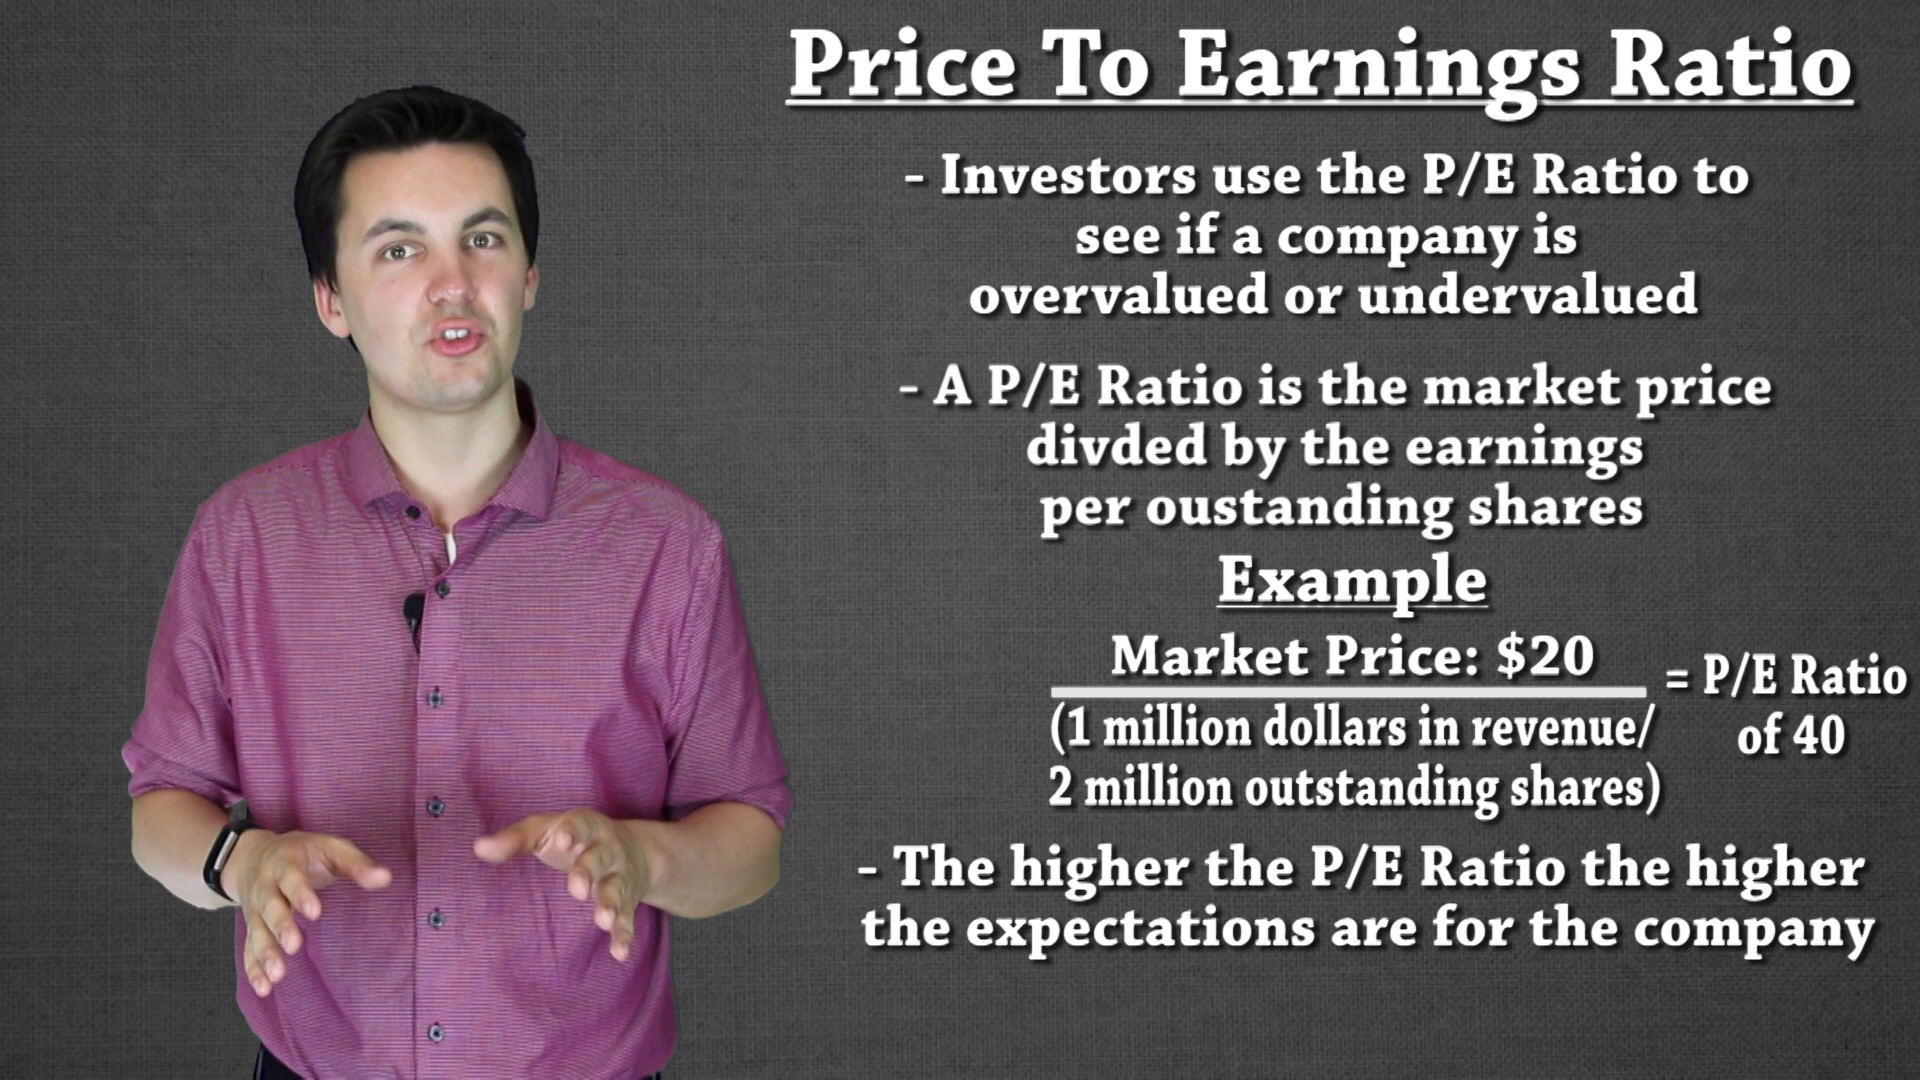 Price To Earnings Ratio
- Investors use the P/E Ratio to
see if a company is
overvalued or undervalued
- A P/E Ratio is the market price
divded by the earnings
per oustanding shares
Example
Market Price: $20
(1 million dollars in revenue/
2 million outstanding shares)
= P/E Ratio
of 40
- The higher the P/E Ratio the higher
the expectations are for the company